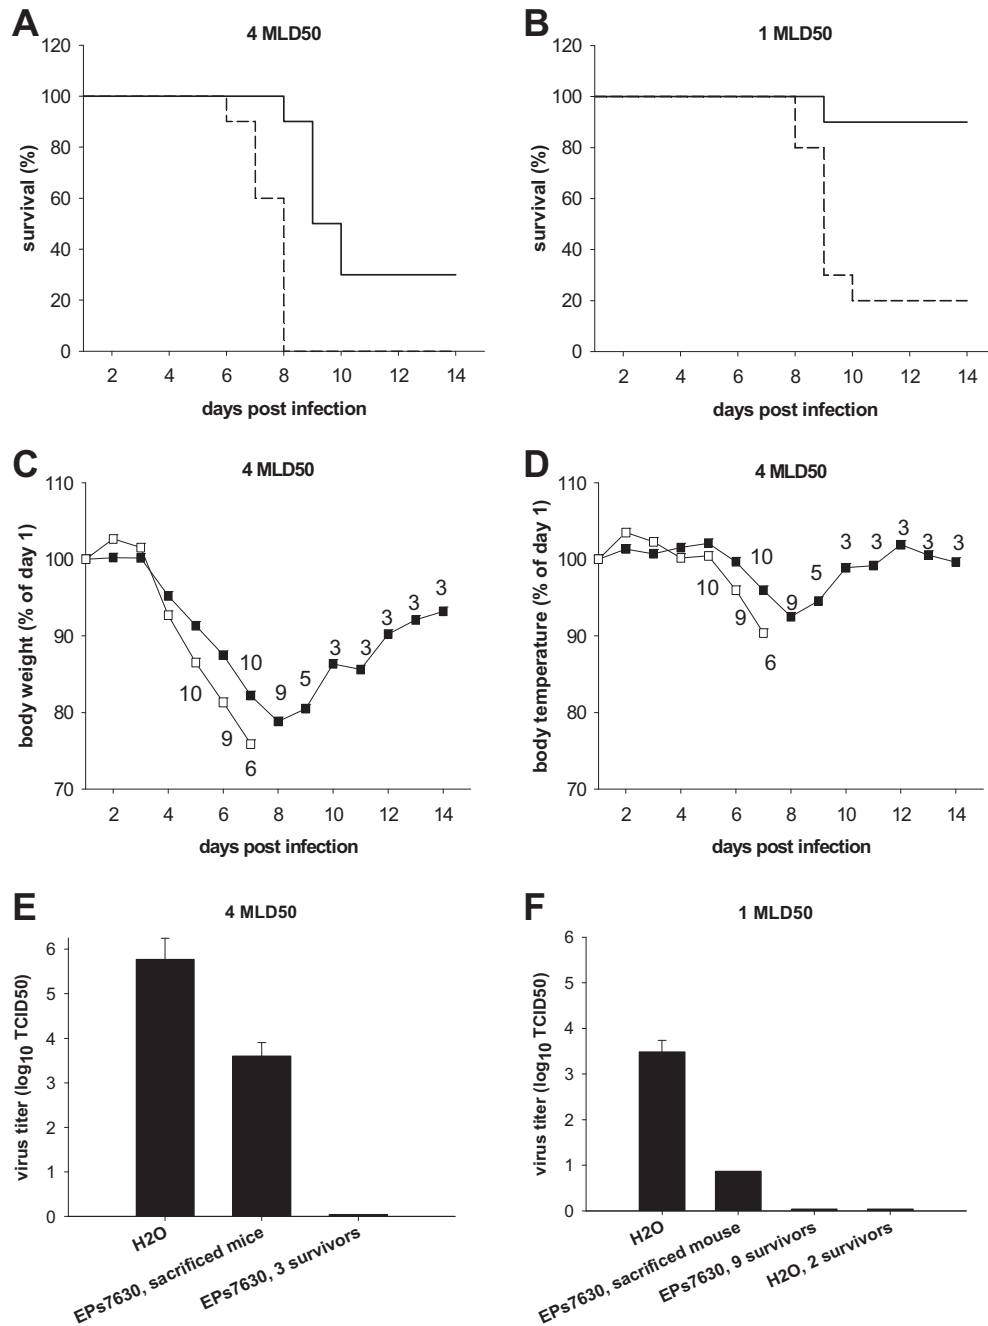 A
4 MLD50
120
100
80
60
40
20
0
survival (%)
2 4 6 8 10 12 14
days post infection
B
1 MLD50
120
100
80
60
40
20
0
survival (%)
2 4 6 8 10 12 14
days post infection
C
4 MLD50
110
100
90
80
70
body weight (% of day 1)
10
9
6
10
9
5
3
3
3
3
3
2 4 6 8 10 12 14
days post infection
D
4 MLD50
110
100
90
80
70
body temperature (% of day 1)
10
9
6
10
9
5
3
3
3
3
3
2 4 6 8 10 12 14
days post infection
E
4 MLD50
6
5
4
3
2
1
0
virus titer (log10 TCID50)
H2O
EPs7630, sacrificed mice
EPs7630, 3 survivors
F
1 MLD50
6
5
4
3
2
1
0
virus titer (log10 TCID50)
H2O
EPs7630, sacrificed mouse
EPs7630, 9 survivors
H2O, 2 survivors